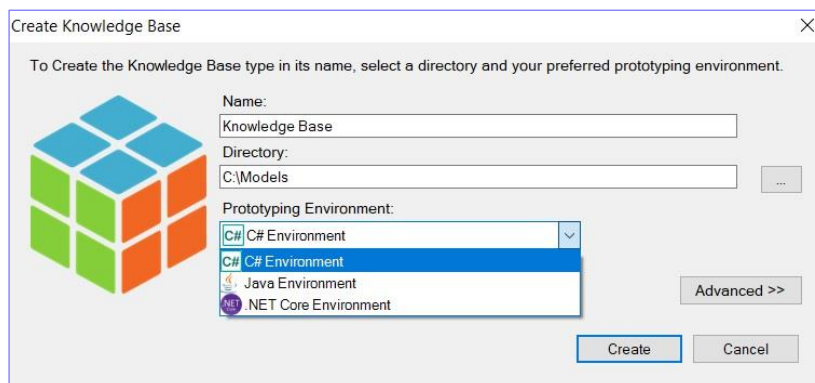 Create Knowledge Base
To Create the Knowledge Base type in its name, select a directory and your preferred prototyping environment.
Name:
Knowledge Base
Directory:
C:\Models
...
Prototyping Environment:
C# C# Environment
C# C# Environment
Java Environment
.NET Core .NET Core Environment
Advanced >>
Create
Cancel